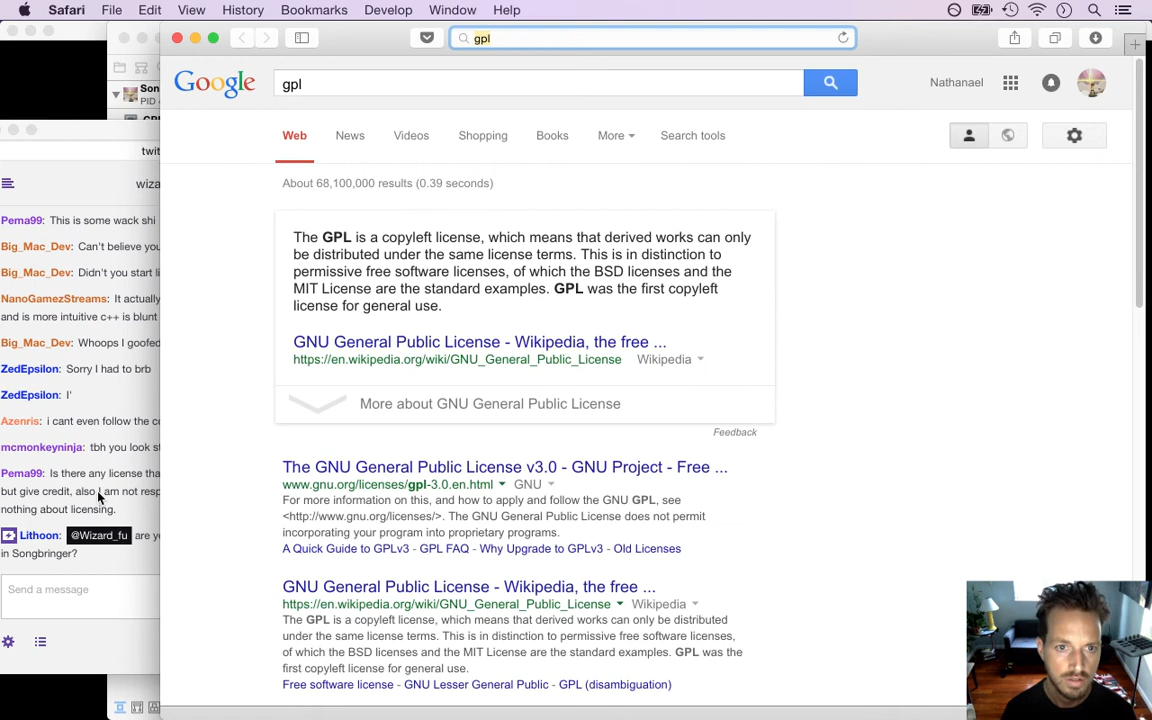 Safari File Edit View History Bookmarks Develop Window Help
gpl
Son
PID
Google
gpl
Nathanael
twit
Web News Videos Shopping Books More Search tools
wiza
About 68,100,000 results (0.39 seconds)
The GPL is a copyleft license, which means that derived works can only
be distributed under the same license terms. This is in distinction to
permissive free software licenses, of which the BSD licenses and the
MIT License are the standard examples. GPL was the first copyleft
license for general use.
GNU General Public License - Wikipedia, the free ...
https://en.wikipedia.org/wiki/GNU_General_Public_License Wikipedia
More about GNU General Public License
Feedback
The GNU General Public License v3.0 - GNU Project - Free ...
www.gnu.org/licenses/gpl-3.0.en.html GNU
For more information on this, and how to apply and follow the GNU GPL, see
<http://www.gnu.org/licenses/>. The GNU General Public License does not permit
incorporating your program into proprietary programs.
A Quick Guide to GPLv3 - GPL FAQ - Why Upgrade to GPLv3 - Old Licenses
GNU General Public License - Wikipedia, the free ...
https://en.wikipedia.org/wiki/GNU_General_Public_License Wikipedia
The GPL is a copyleft license, which means that derived works can only be distributed
under the same license terms. This is in distinction to permissive free software licenses,
of which the BSD licenses and the MIT License are the standard examples. GPL was the
first copyleft license for general use.
Free software license - GNU Lesser General Public - GPL (disambiguation)
Pema99: This is some wack shi
Big_Mac_Dev: Can't believe you
Big_Mac_Dev: Didn't you start li
NanoGamezStreams: It actually
and is more intuitive c++ is blunt
Big_Mac_Dev: Whoops I goofed
ZedEpsilon: Sorry I had to brb
ZedEpsilon: I'
Azenris: i cant even follow the co
mcmonkeyninja: tbh you look st
Pema99: Is there any license tha
but give credit, also I am not resp
nothing about licensing.
Lithoon: @Wizard_fu are yo
in Songbringer?
Send a message